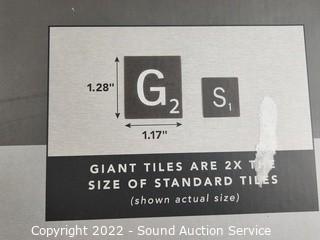 1.28"
G2
S1
1.17"
GIANT TILES ARE 2X THE
SIZE OF STANDARD TILES
(shown actual size)
Copyright 2022 - Sound Auction Service